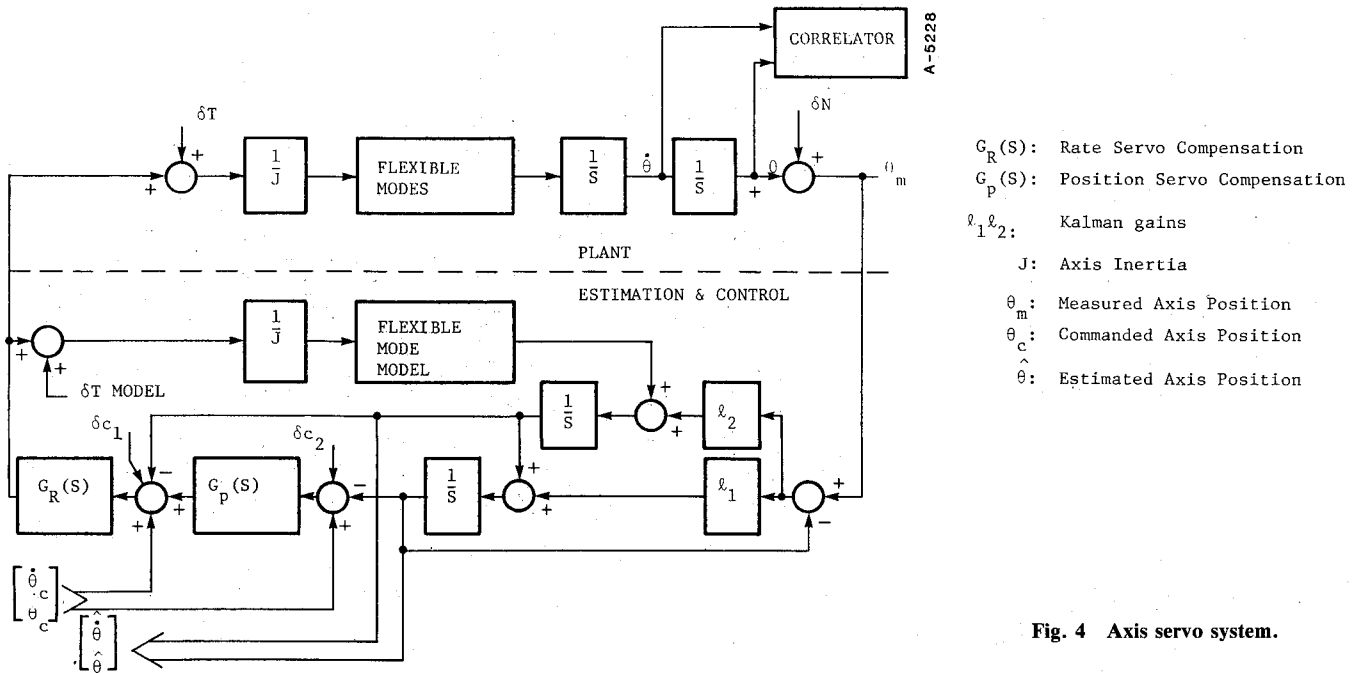 CORRELATOR
A-5228
δT
δN
+
+
1
J
FLEXIBLE
MODES
1
S
θ̇
1
S
+
θ
+
θm
PLANT
ESTIMATION & CONTROL
+
+
δT MODEL
1
J
FLEXIBLE
MODE
MODEL
+
+
1
S
ℓ2
δc1
δc2
GR(S)
−
+
+
Gp(S)
−
+
1
S
+
+
ℓ1
+
−
θ̇c
θc
θ̂̇
θ̂
GR(S): Rate Servo Compensation
Gp(S): Position Servo Compensation
ℓ1ℓ2: Kalman gains
J: Axis Inertia
θm: Measured Axis Position
θc: Commanded Axis Position
θ̂: Estimated Axis Position
Fig. 4 Axis servo system.